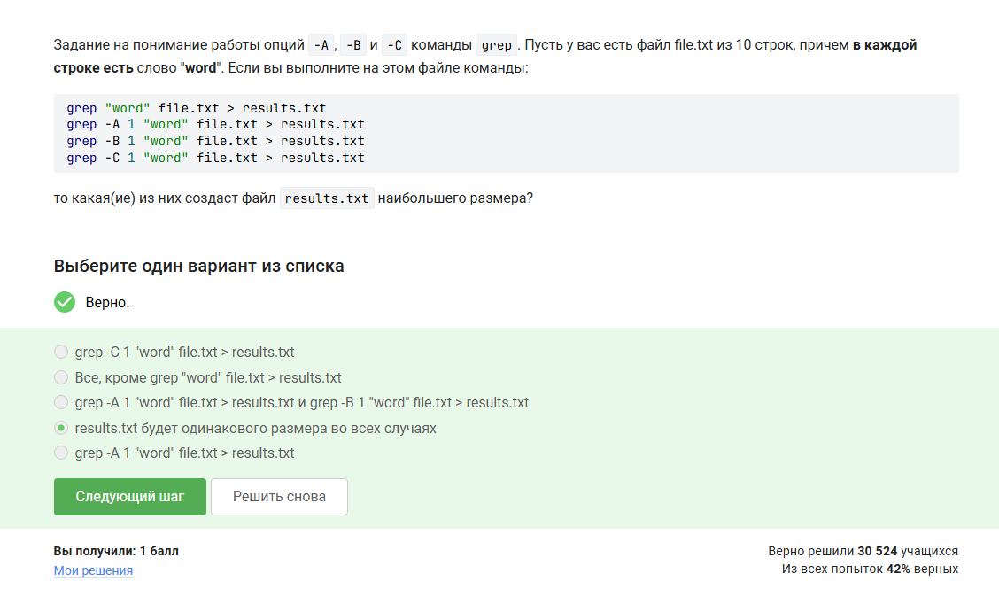 Задание на понимание работы опций -A, -B и -C команды grep. Пусть у вас есть файл file.txt из 10 строк, причем в каждой
строке есть слово "word". Если вы выполните на этом файле команды:
grep "word" file.txt > results.txt
grep -A 1 "word" file.txt > results.txt
grep -B 1 "word" file.txt > results.txt
grep -C 1 "word" file.txt > results.txt
то какая(ие) из них создаст файл results.txt наибольшего размера?
Выберите один вариант из списка
Верно.
grep -C 1 "word" file.txt > results.txt
Все, кроме grep "word" file.txt > results.txt
grep -A 1 "word" file.txt > results.txt и grep -B 1 "word" file.txt > results.txt
results.txt будет одинакового размера во всех случаях
grep -A 1 "word" file.txt > results.txt
Следующий шаг
Решить снова
Вы получили: 1 балл
Мои решения
Верно решили 30 524 учащихся
Из всех попыток 42% верных